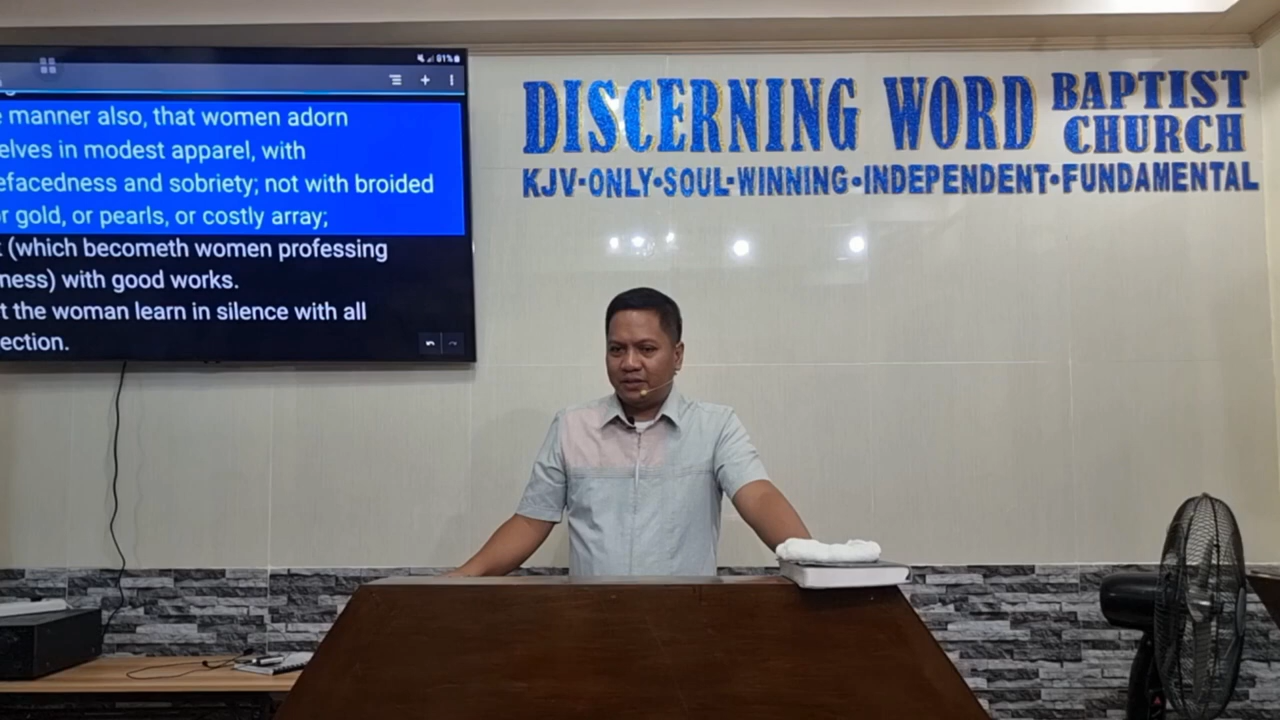 81%
manner also, that women adorn
elves in modest apparel, with
efacedness and sobriety; not with broided
r gold, or pearls, or costly array;
(which becometh women professing
ness) with good works.
t the woman learn in silence with all
ection.
DISCERNING WORD BAPTIST CHURCH
KJV-ONLY•SOUL-WINNING•INDEPENDENT•FUNDAMENTAL